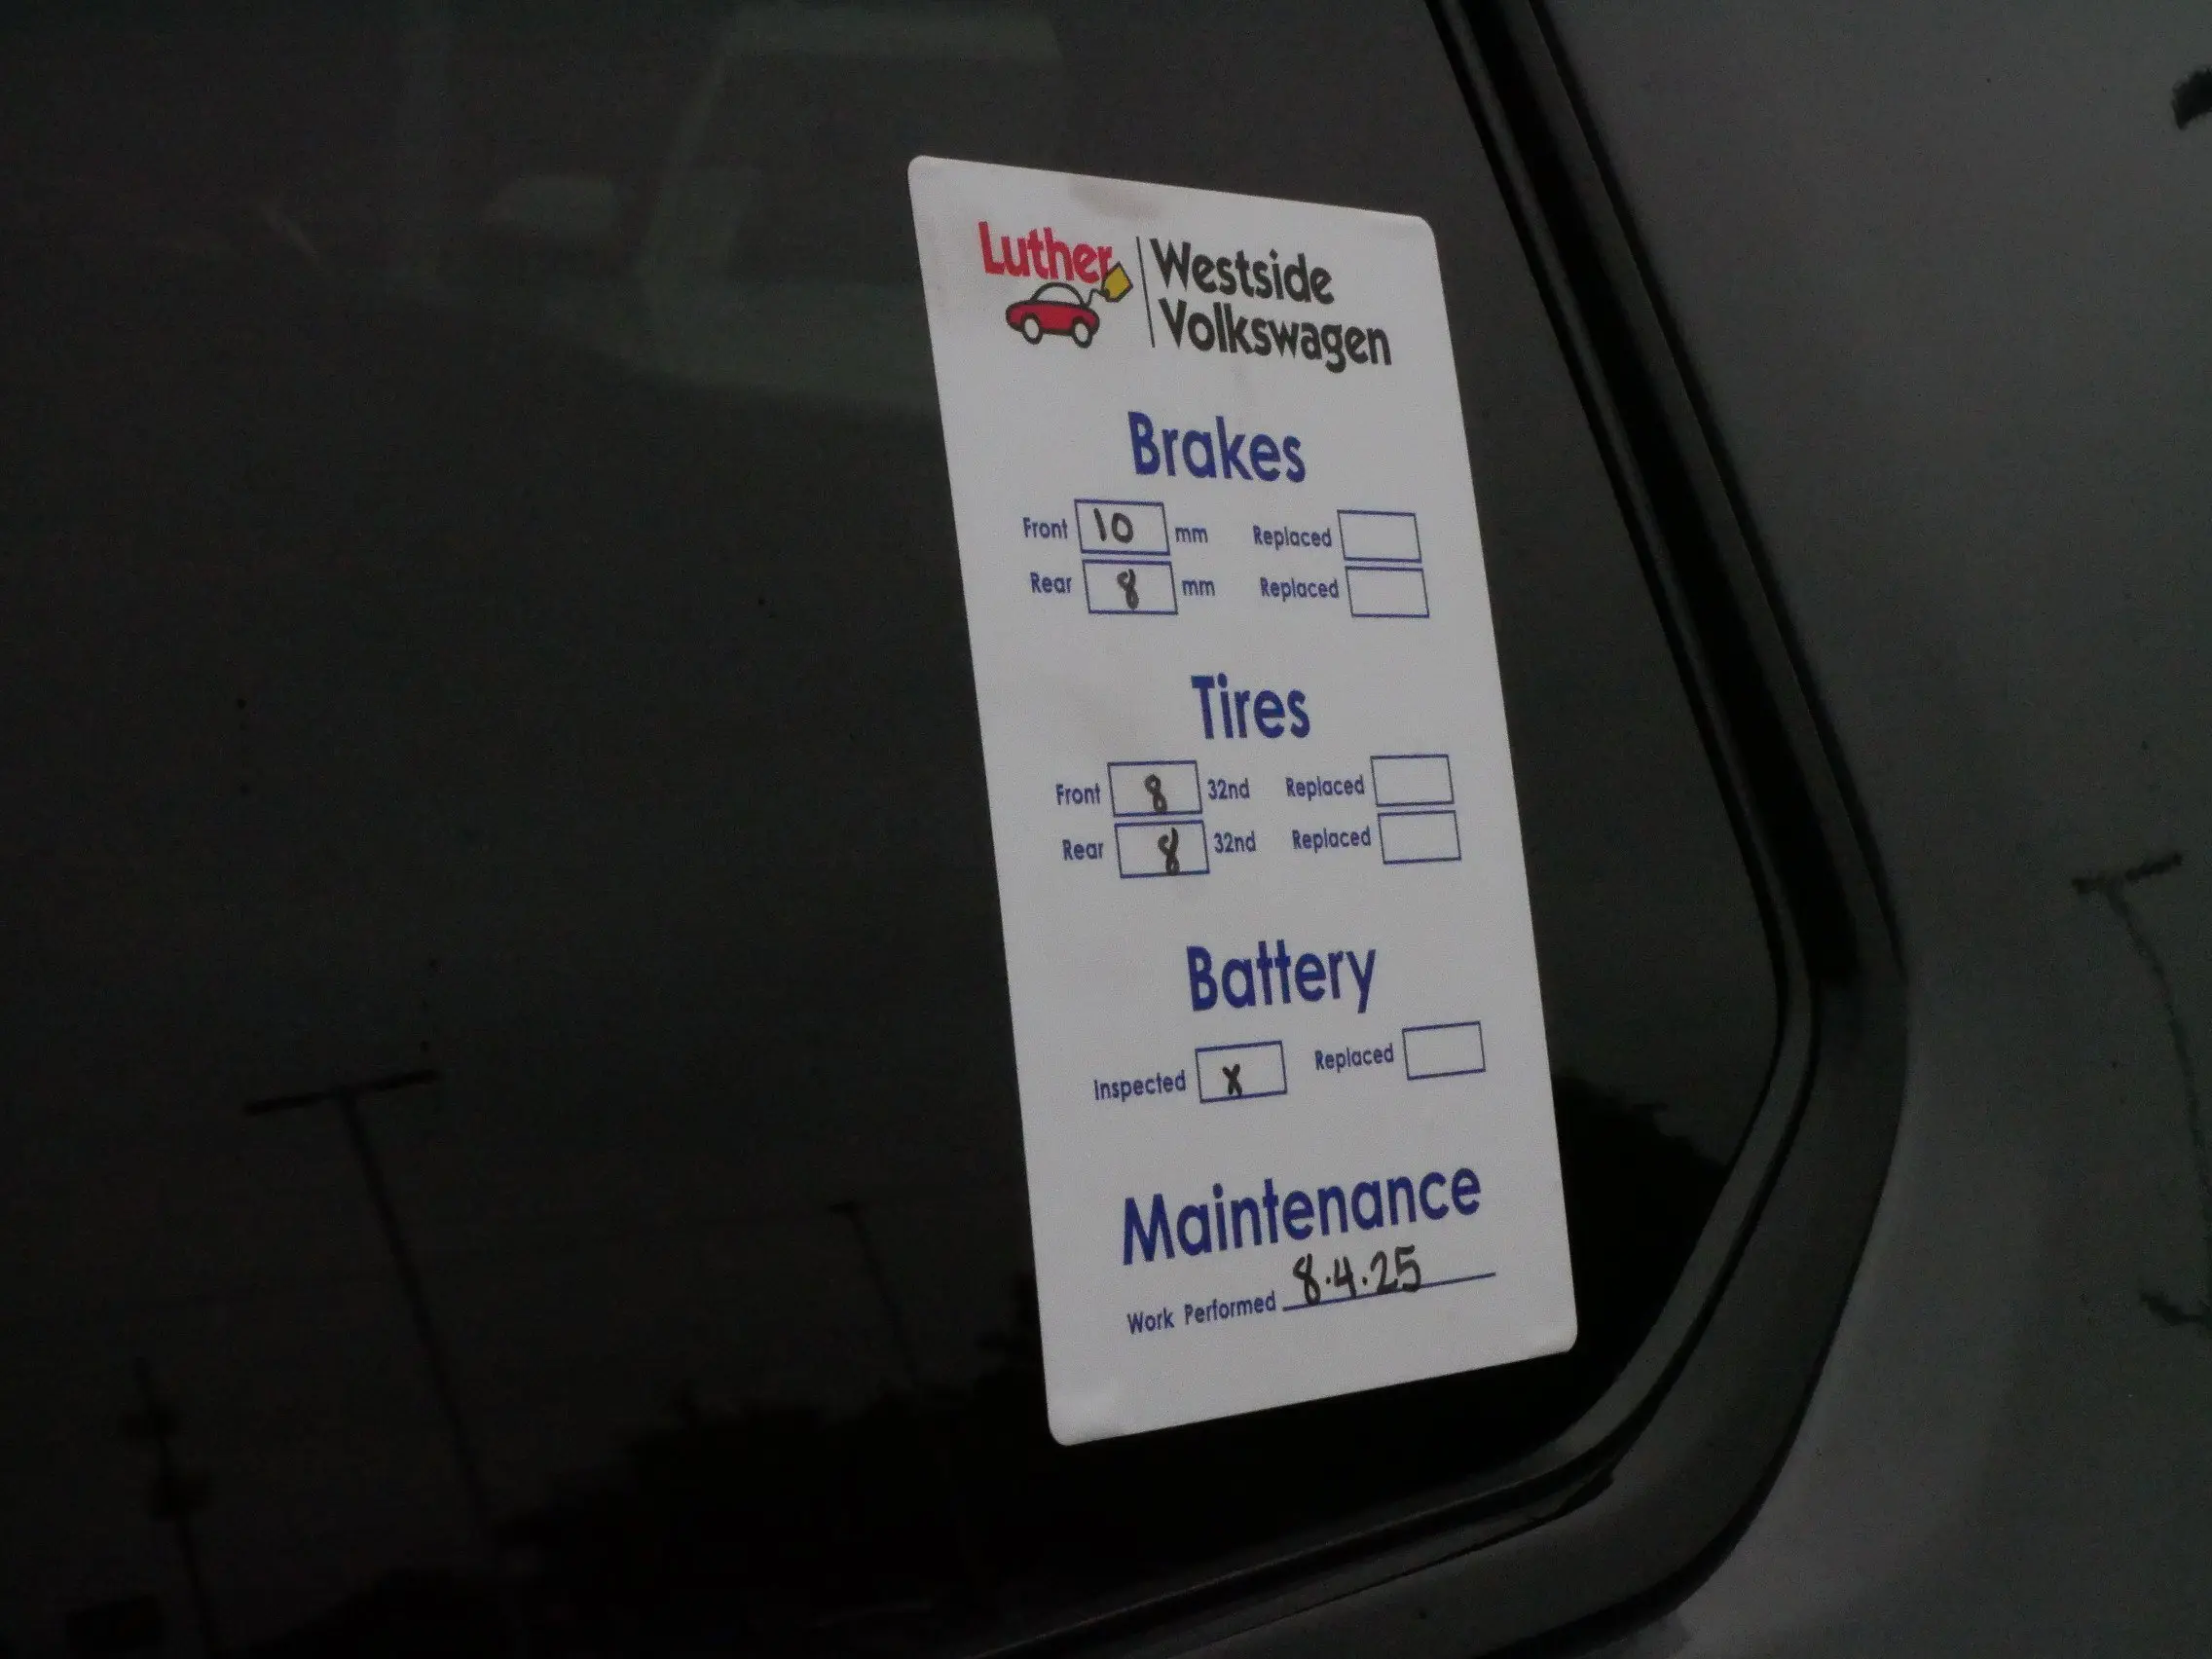 Luther Westside
Volkswagen
Brakes
Front 10 mm Replaced
Rear 8 mm Replaced
Tires
Front 8 32nd Replaced
Rear 8 32nd Replaced
Battery
Inspected x Replaced
Maintenance
Work Performed 8.4.25